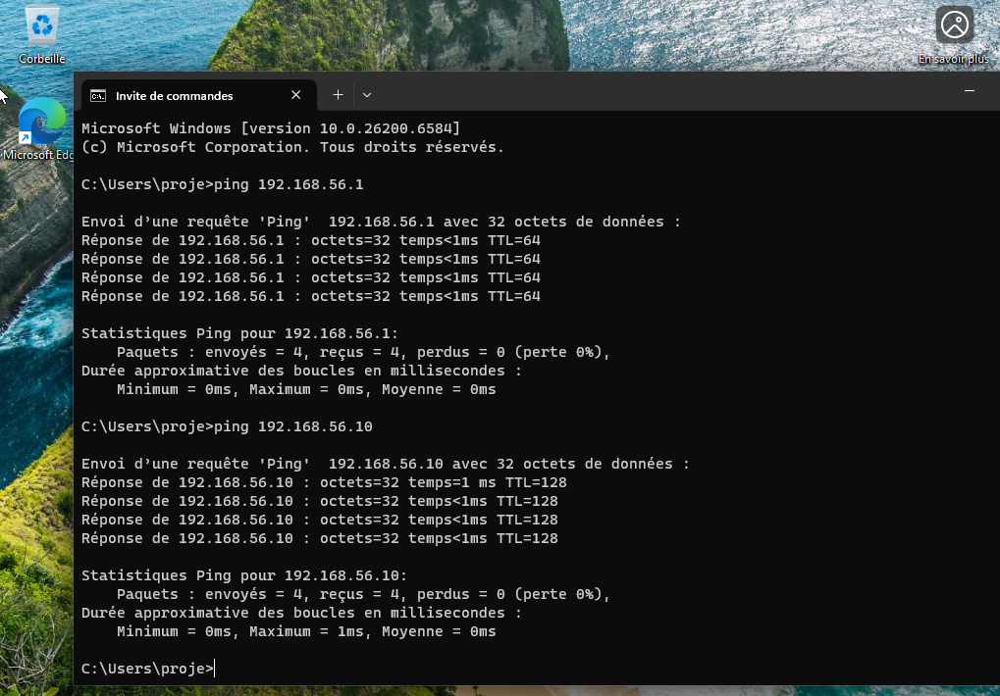 Corbeille
En savoir plus
Microsoft Edg
Invite de commandes
Microsoft Windows [version 10.0.26200.6584]
(c) Microsoft Corporation. Tous droits réservés.
C:\Users\proje>ping 192.168.56.1
Envoi d’une requête 'Ping'  192.168.56.1 avec 32 octets de données :
Réponse de 192.168.56.1 : octets=32 temps<1ms TTL=64
Réponse de 192.168.56.1 : octets=32 temps<1ms TTL=64
Réponse de 192.168.56.1 : octets=32 temps<1ms TTL=64
Réponse de 192.168.56.1 : octets=32 temps<1ms TTL=64
Statistiques Ping pour 192.168.56.1:
    Paquets : envoyés = 4, reçus = 4, perdus = 0 (perte 0%),
Durée approximative des boucles en millisecondes :
    Minimum = 0ms, Maximum = 0ms, Moyenne = 0ms
C:\Users\proje>ping 192.168.56.10
Envoi d’une requête 'Ping'  192.168.56.10 avec 32 octets de données :
Réponse de 192.168.56.10 : octets=32 temps=1 ms TTL=128
Réponse de 192.168.56.10 : octets=32 temps<1ms TTL=128
Réponse de 192.168.56.10 : octets=32 temps<1ms TTL=128
Réponse de 192.168.56.10 : octets=32 temps<1ms TTL=128
Statistiques Ping pour 192.168.56.10:
    Paquets : envoyés = 4, reçus = 4, perdus = 0 (perte 0%),
Durée approximative des boucles en millisecondes :
    Minimum = 0ms, Maximum = 1ms, Moyenne = 0ms
C:\Users\proje>